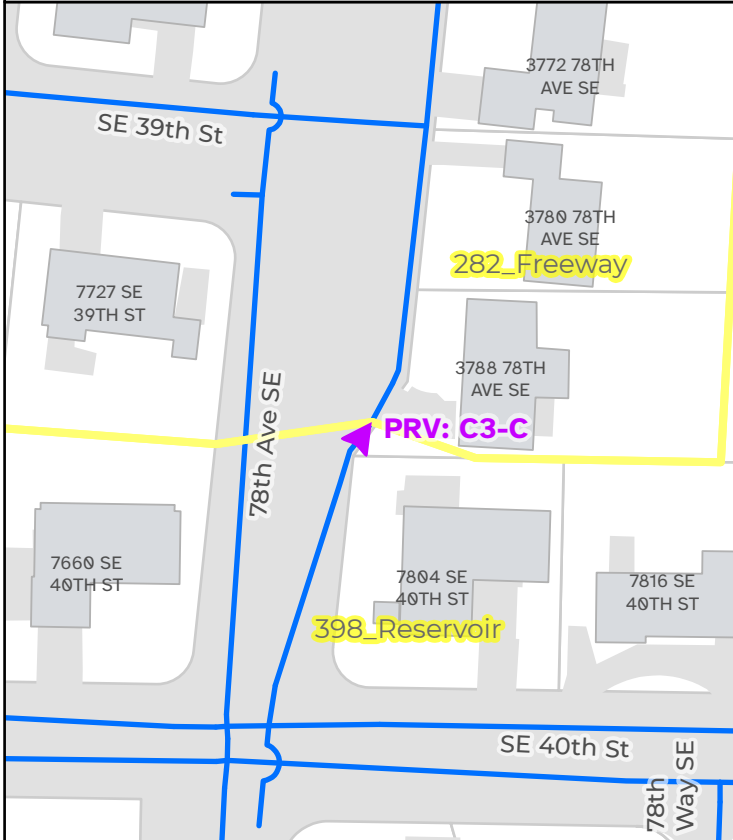 3772 78TH
AVE SE
SE 39th St
3780 78TH
AVE SE
282_Freeway
7727 SE
39TH ST
3788 78TH
AVE SE
78th Ave SE
PRV: C3-C
7660 SE
40TH ST
7804 SE
40TH ST
7816 SE
40TH ST
398_Reservoir
SE 40th St
78th
Way SE